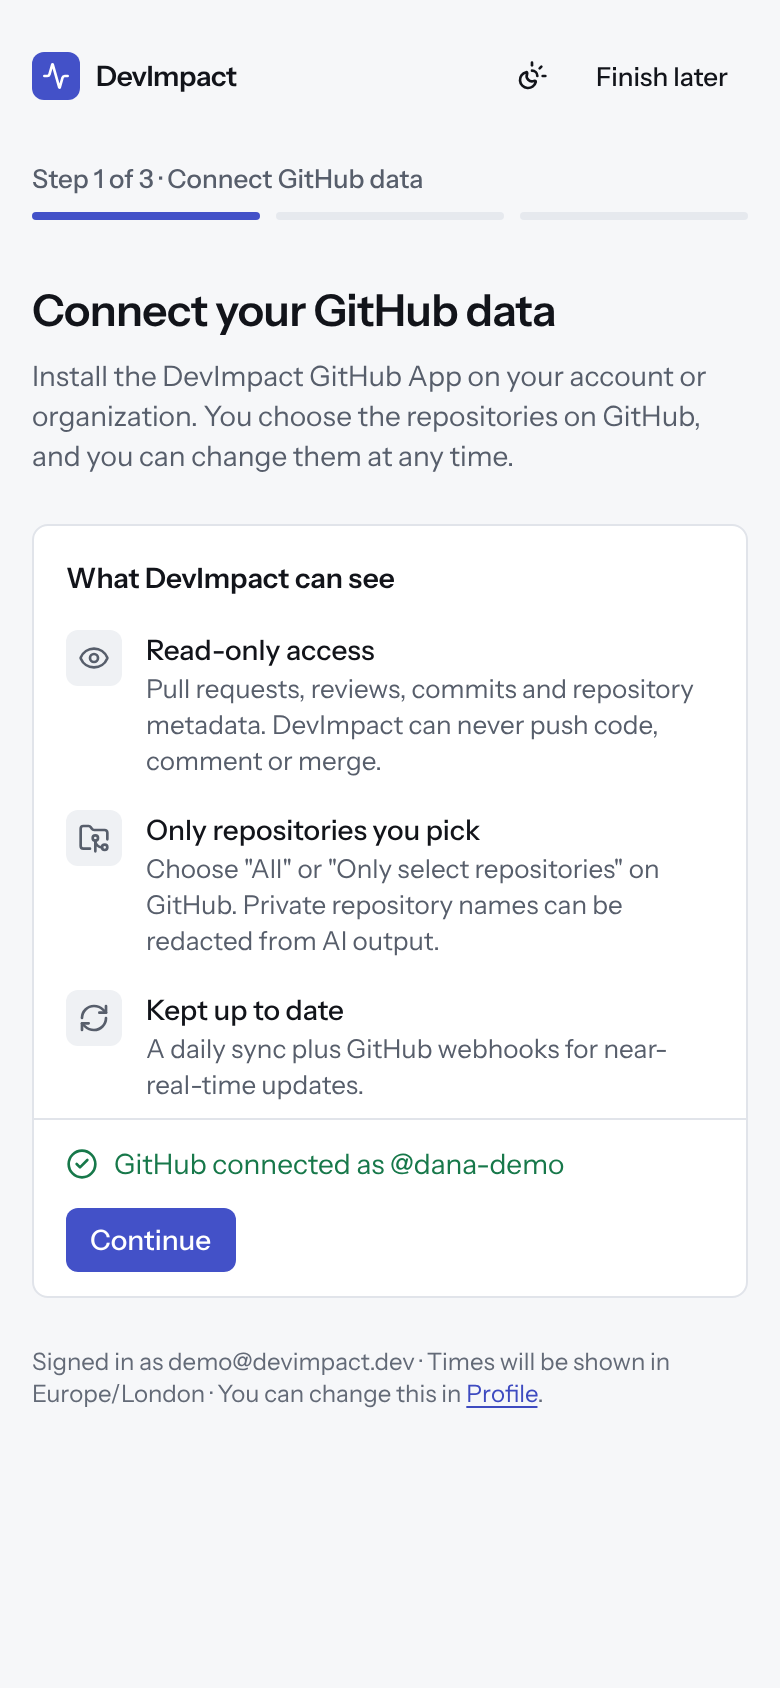 DevImpact
Finish later
Step 1 of 3 · Connect GitHub data
Connect your GitHub data
Install the DevImpact GitHub App on your account or
organization. You choose the repositories on GitHub,
and you can change them at any time.
What DevImpact can see
Read-only access
Pull requests, reviews, commits and repository
metadata. DevImpact can never push code,
comment or merge.
Only repositories you pick
Choose "All" or "Only select repositories" on
GitHub. Private repository names can be
redacted from AI output.
Kept up to date
A daily sync plus GitHub webhooks for near-
real-time updates.
GitHub connected as @dana-demo
Continue
Signed in as demo@devimpact.dev · Times will be shown in
Europe/London · You can change this in Profile.